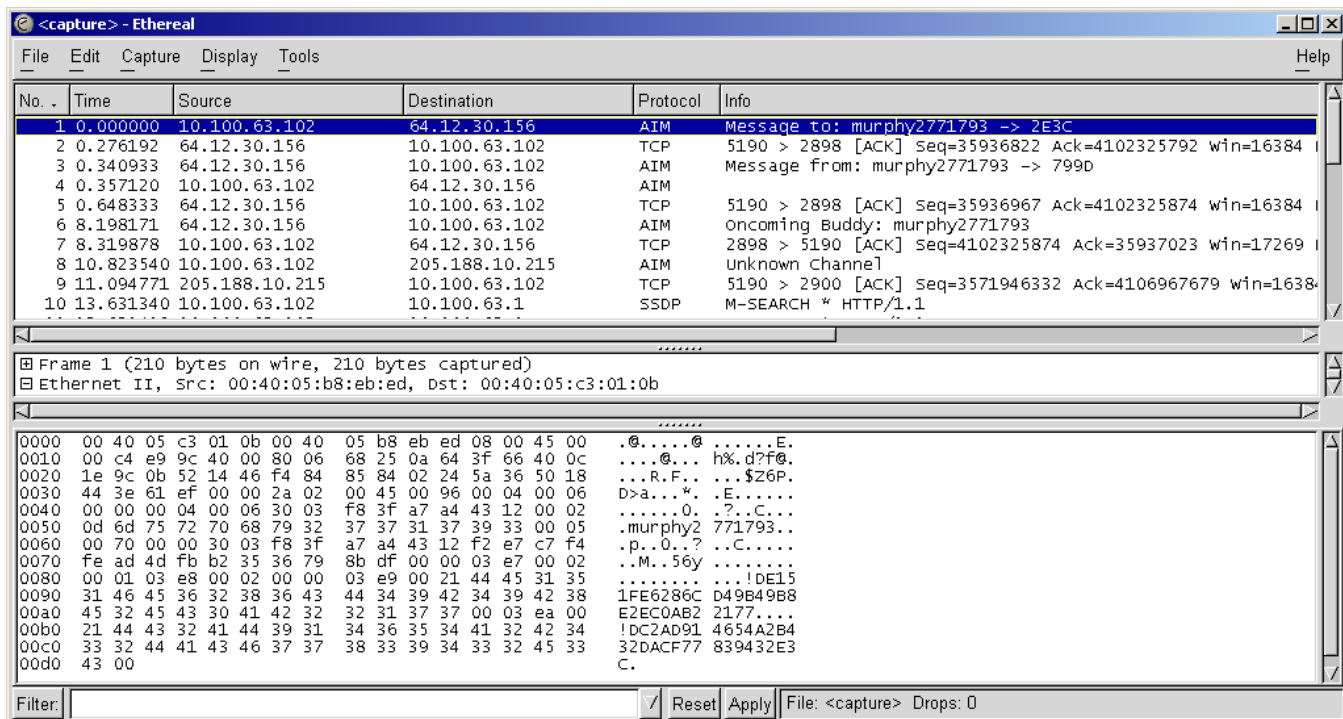 <capture> - Ethereal
File Edit Capture Display Tools Help
No. . Time Source Destination Protocol Info
1 0.000000 10.100.63.102 64.12.30.156 AIM Message to: murphy2771793 -> 2E3C
2 0.276192 64.12.30.156 10.100.63.102 TCP 5190 > 2898 [ACK] Seq=35936822 Ack=4102325792 Win=16384
3 0.340933 64.12.30.156 10.100.63.102 AIM Message from: murphy2771793 -> 799D
4 0.357120 10.100.63.102 64.12.30.156 AIM
5 0.648333 64.12.30.156 10.100.63.102 TCP 5190 > 2898 [ACK] Seq=35936967 Ack=4102325874 Win=16384
6 8.198171 64.12.30.156 10.100.63.102 AIM Oncoming Buddy: murphy2771793
7 8.319878 10.100.63.102 64.12.30.156 TCP 2898 > 5190 [ACK] Seq=4102325874 Ack=35937023 Win=17269
8 10.823540 10.100.63.102 205.188.10.215 AIM Unknown Channel
9 11.094771 205.188.10.215 10.100.63.102 TCP 5190 > 2900 [ACK] Seq=3571946332 Ack=4106967679 Win=1638
10 13.631340 10.100.63.102 10.100.63.1 SSDP M-SEARCH * HTTP/1.1
Frame 1 (210 bytes on wire, 210 bytes captured)
Ethernet II, Src: 00:40:05:b8:eb:ed, Dst: 00:40:05:c3:01:0b
0000 00 40 05 c3 01 0b 00 40 05 b8 eb ed 08 00 45 00 .@.....@ ......E.
0010 00 c4 e9 9c 40 00 80 06 68 25 0a 64 3f 66 40 0c ....@... h%.d?f@.
0020 1e 9c 0b 52 14 46 f4 84 85 84 02 24 5a 36 50 18 ...R.F.. ...$Z6P.
0030 44 3e 61 ef 00 00 2a 02 00 45 00 96 00 04 00 06 D>a...*. .E......
0040 00 00 00 04 00 06 30 03 f8 3f a7 a4 43 12 00 02 ......0. .?..C...
0050 0d 6d 75 72 70 68 79 32 37 37 31 37 39 33 00 05 .murphy2 771793..
0060 00 70 00 00 30 03 f8 3f a7 a4 43 12 f2 e7 c7 f4 .p..0..? ..C.....
0070 fe ad 4d fb b2 35 36 79 8b df 00 00 03 e7 00 02 ..M..56y ........
0080 00 01 03 e8 00 02 00 00 03 e9 00 21 44 45 31 35 ........ ...!DE15
0090 31 46 45 36 32 38 36 43 44 34 39 42 34 39 42 38 1FE6286C D49B49B8
00a0 45 32 45 43 30 41 42 32 32 31 37 37 00 03 ea 00 E2EC0AB2 2177....
00b0 21 44 43 32 41 44 39 31 34 36 35 34 41 32 42 34 !DC2AD91 4654A2B4
00c0 33 32 44 41 43 46 37 37 38 33 39 34 33 32 45 33 32DACF77 839432E3
00d0 43 00 C.
Filter: Reset Apply File: <capture> Drops: 0